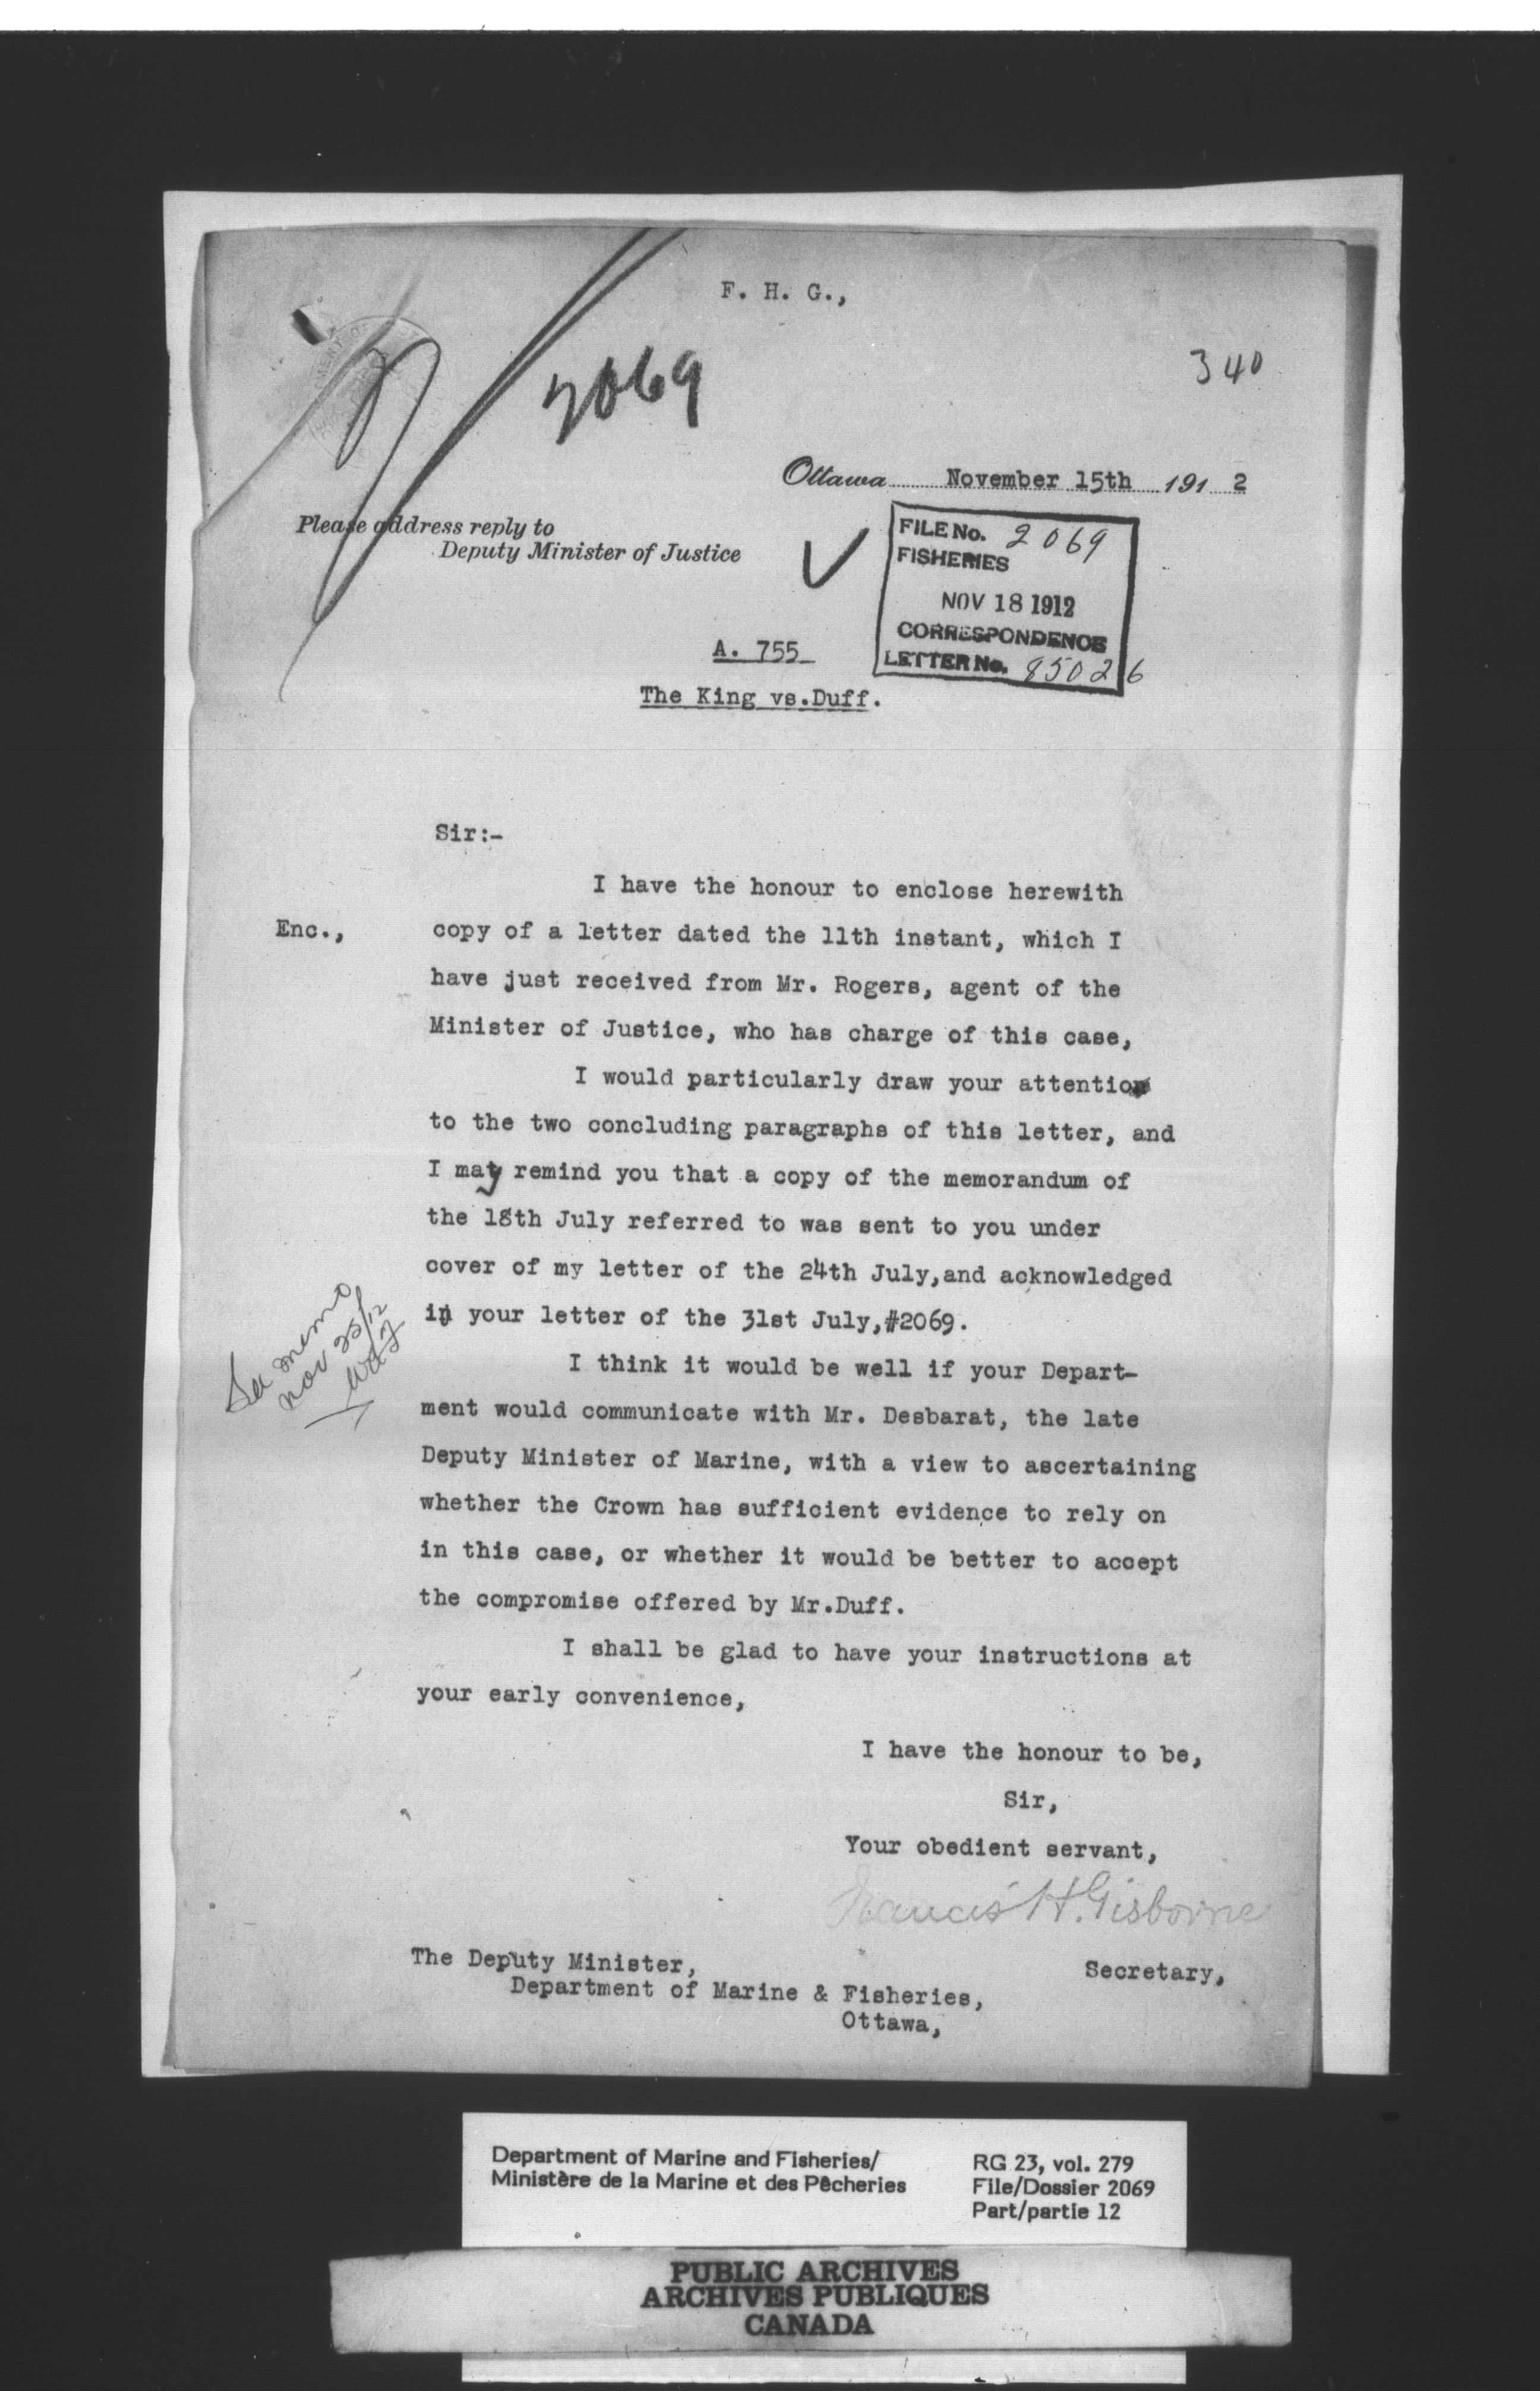 F. H. G.,
340
2069
Ottawa November 15th 191 2
Please address reply to
Deputy Minister of Justice
FILE No. 2069
FISHERIES
NOV 18 1912
CORRESPONDENCE
LETTER No. 85026
A. 755
The King vs.Duff.
Sir:-
I have the honour to enclose herewith
Enc., copy of a letter dated the 11th instant, which I
have just received from Mr. Rogers, agent of the
Minister of Justice, who has charge of this case,
I would particularly draw your attention
to the two concluding paragraphs of this letter, and
I may remind you that a copy of the memorandum of
the 18th July referred to was sent to you under
cover of my letter of the 24th July,and acknowledged
in your letter of the 31st July,#2069.
See memo
nov 25/12
I think it would be well if your Depart-
ment would communicate with Mr. Desbarat, the late
Deputy Minister of Marine, with a view to ascertaining
whether the Crown has sufficient evidence to rely on
in this case, or whether it would be better to accept
the compromise offered by Mr.Duff.
I shall be glad to have your instructions at
your early convenience,
I have the honour to be,
Sir,
Your obedient servant,
Francis H. Gisborne
Secretary,
The Deputy Minister,
Department of Marine & Fisheries,
Ottawa,
Department of Marine and Fisheries/
Ministère de la Marine et des Pêcheries
RG 23, vol. 279
File/Dossier 2069
Part/partie 12
PUBLIC ARCHIVES
ARCHIVES PUBLIQUES
CANADA